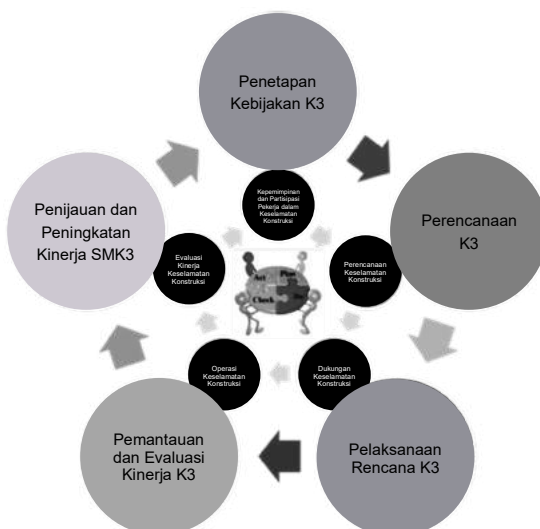 Penetapan
Kebijakan K3
Kepemimpinan
dan Partisipasi
Pekerja dalam
Keselamatan
Konstruksi
Penijauan dan
Peningkatan
Kinerja SMK3
Perencanaan
K3
Evaluasi
Kinerja
Keselamatan
Konstruksi
Perencanaan
Keselamatan
Konstruksi
Act
Plan
Check
Do
Operasi
Keselamatan
Konstruksi
Dukungan
Keselamatan
Konstruksi
Pemantauan
dan Evaluasi
Kinerja K3
Pelaksanaan
Rencana K3